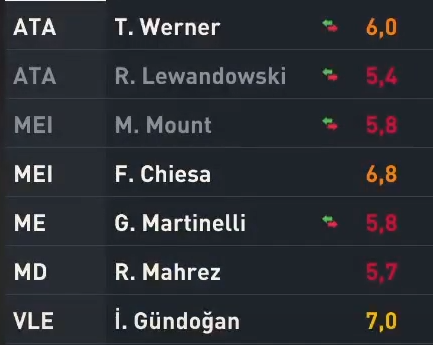 ATA T. Werner 6,0
ATA R. Lewandowski 5,4
MEI M. Mount 5,8
MEI F. Chiesa 6,8
ME G. Martinelli 5,8
MD R. Mahrez 5,7
VLE İ. Gündoğan 7,0